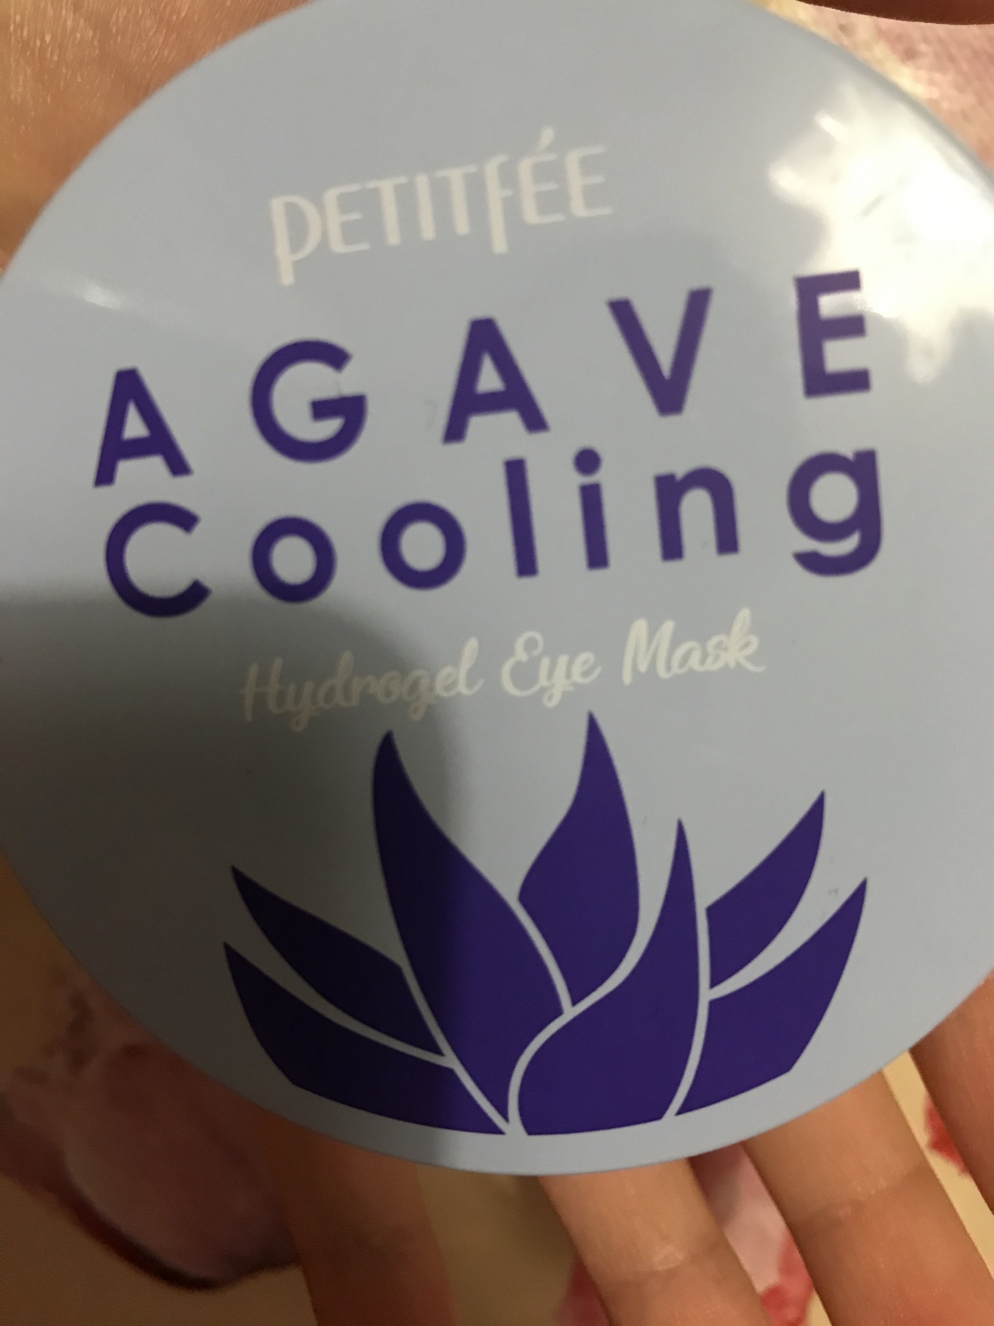 PETITFÉE
AGAVE
Cooling
Hydrogel Eye Mask